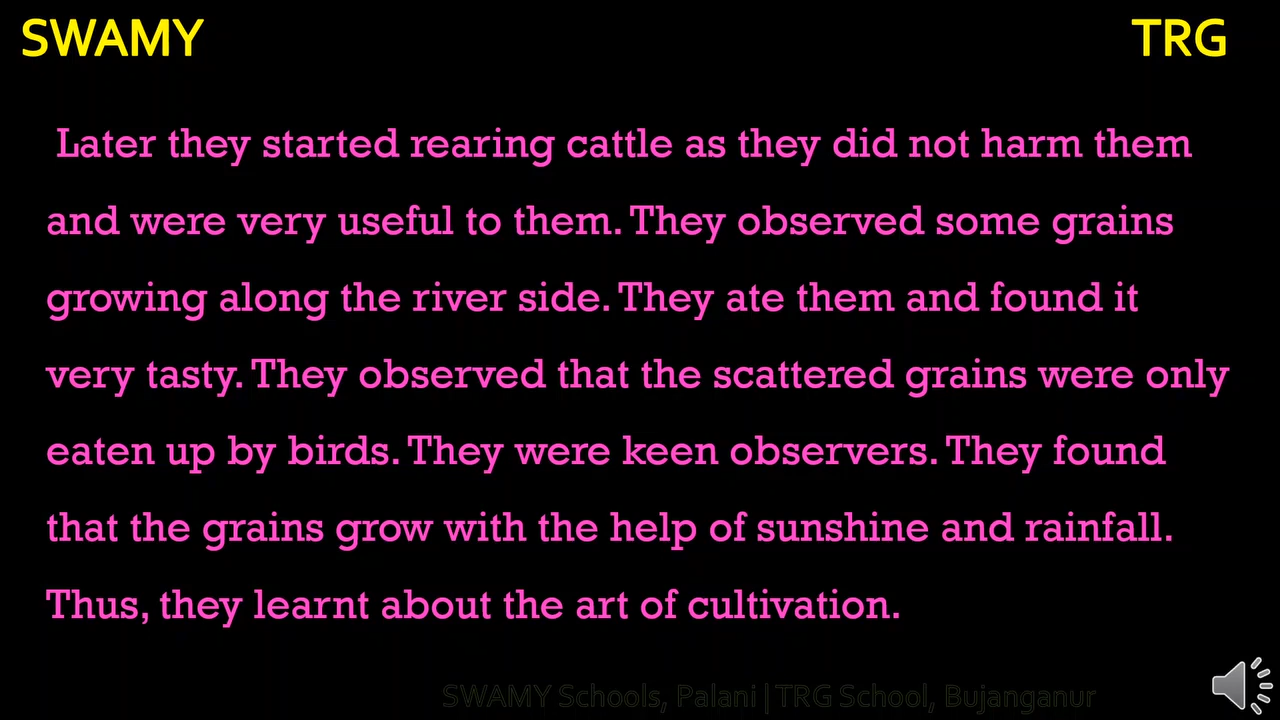 SWAMY TRG
Later they started rearing cattle as they did not harm them
and were very useful to them. They observed some grains
growing along the river side. They ate them and found it
very tasty. They observed that the scattered grains were only
eaten up by birds. They were keen observers. They found
that the grains grow with the help of sunshine and rainfall.
Thus, they learnt about the art of cultivation.
SWAMY Schools, Palani | TRG School, Bujanganur